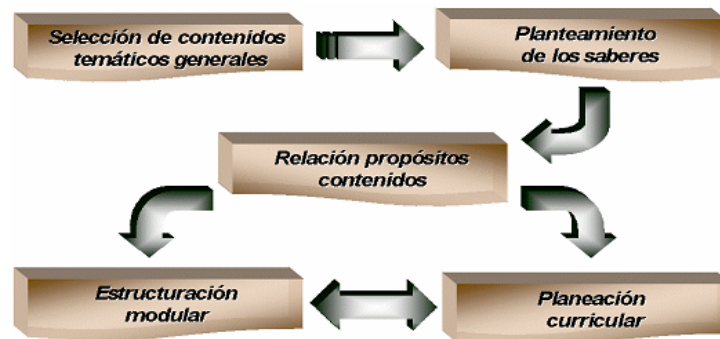 Selección de contenidos
temáticos generales
Planteamiento
de los saberes
Relación propósitos
contenidos
Estructuración
modular
Planeación
curricular